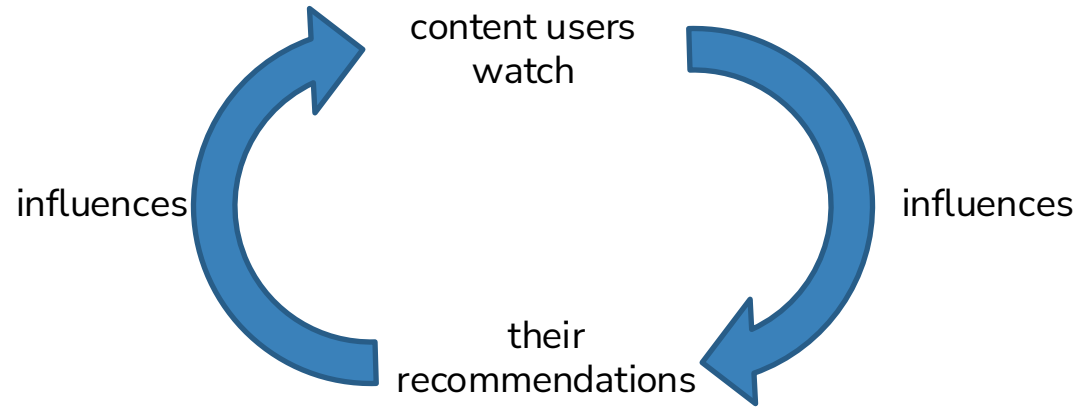 content users
watch
influences
influences
their
recommendations